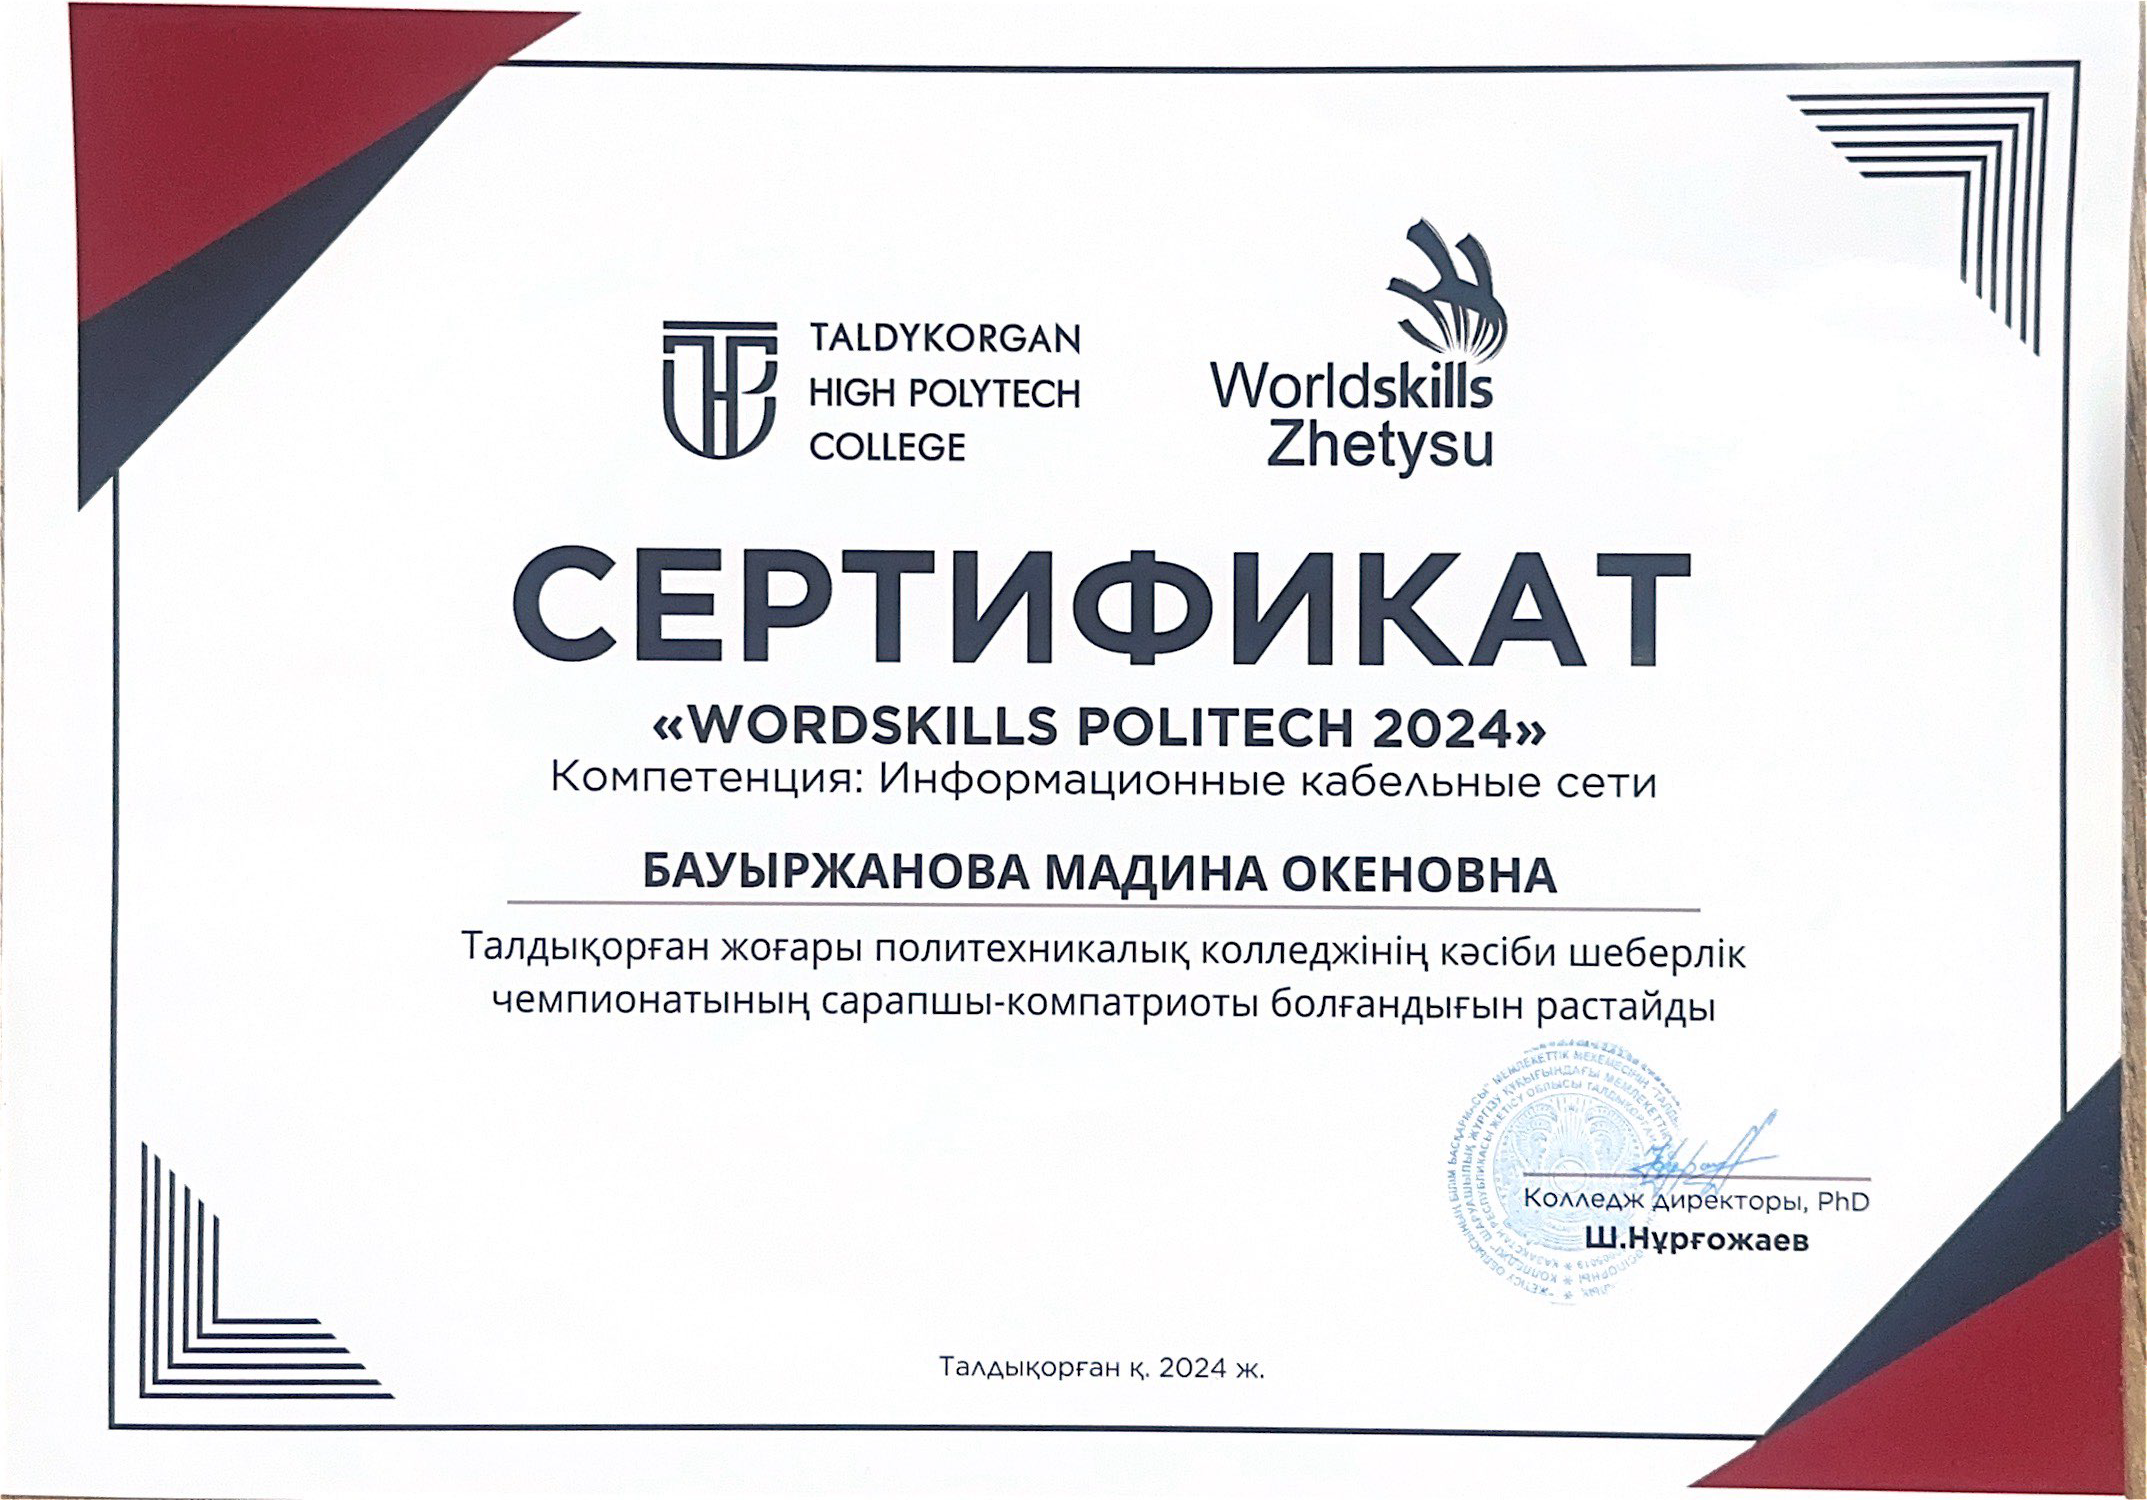 TALDYKORGAN
HIGH POLYTECH
COLLEGE
Worldskills
Zhetysu
СЕРТИФИКАТ
«WORDSKILLS POLITECH 2024»
Компетенция: Информационные кабельные сети
БАУЫРЖАНОВА МАДИНА ОКЕНОВНА
Талдықорған жоғары политехникалық колледжінің кәсіби шеберлік
чемпионатының сарапшы-компатриоты болғандығын растайды
Колледж директоры, PhD
Ш.Нұрғожаев
Талдықорған қ. 2024 ж.